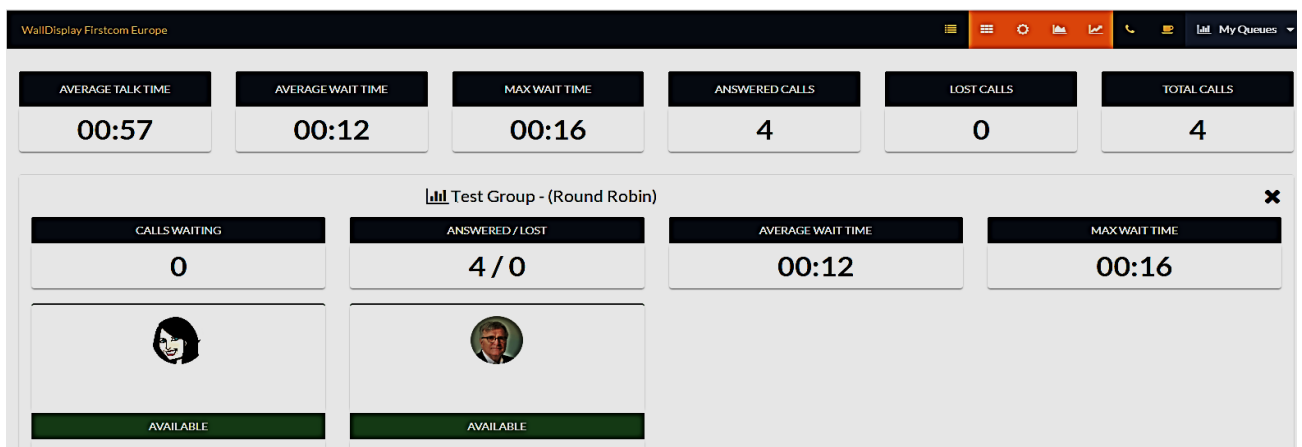 WallDisplay Firstcom Europe
My Queues
AVERAGE TALK TIME
00:57
AVERAGE WAIT TIME
00:12
MAX WAIT TIME
00:16
ANSWERED CALLS
4
LOST CALLS
0
TOTAL CALLS
4
Test Group - (Round Robin)
CALLS WAITING
0
ANSWERED / LOST
4 / 0
AVERAGE WAIT TIME
00:12
MAX WAIT TIME
00:16
AVAILABLE
AVAILABLE